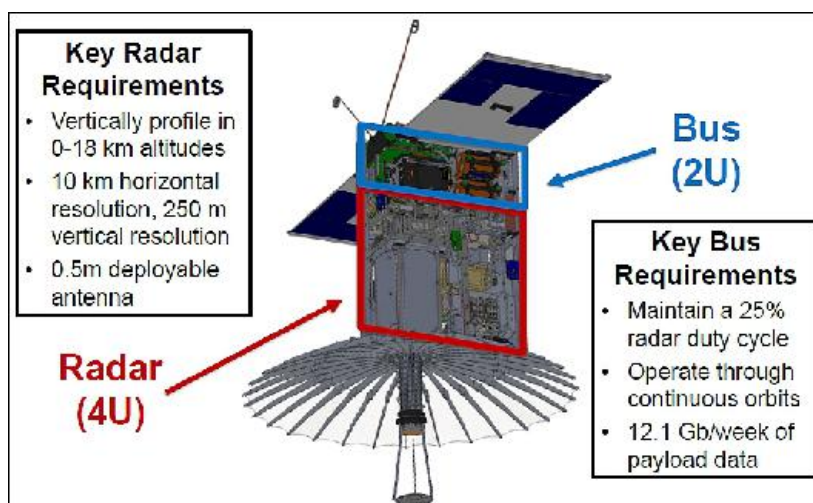 Key Radar
Requirements
• Vertically profile in
0-18 km altitudes
• 10 km horizontal
resolution, 250 m
vertical resolution
• 0.5m deployable
antenna
Bus
(2U)
Radar
(4U)
Key Bus
Requirements
• Maintain a 25%
radar duty cycle
• Operate through
continuous orbits
• 12.1 Gb/week of
payload data